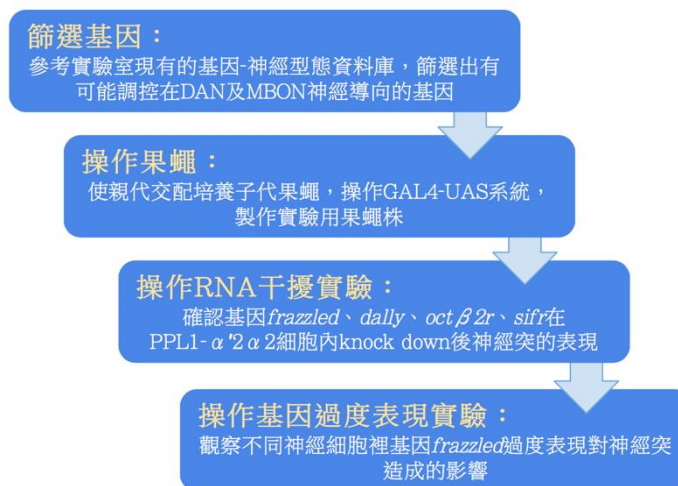 篩選基因：
參考實驗室現有的基因-神經型態資料庫，篩選出有
可能調控在DAN及MBON神經導向的基因
操作果蠅：
使親代交配培養子代果蠅，操作GAL4-UAS系統，
製作實驗用果蠅株
操作RNA干擾實驗：
確認基因frazzled、dally、octβ2r、sifr在
PPL1-α'2α2細胞內knock down後神經突的表現
操作基因過度表現實驗：
觀察不同神經細胞裡基因frazzled過度表現對神經突
造成的影響